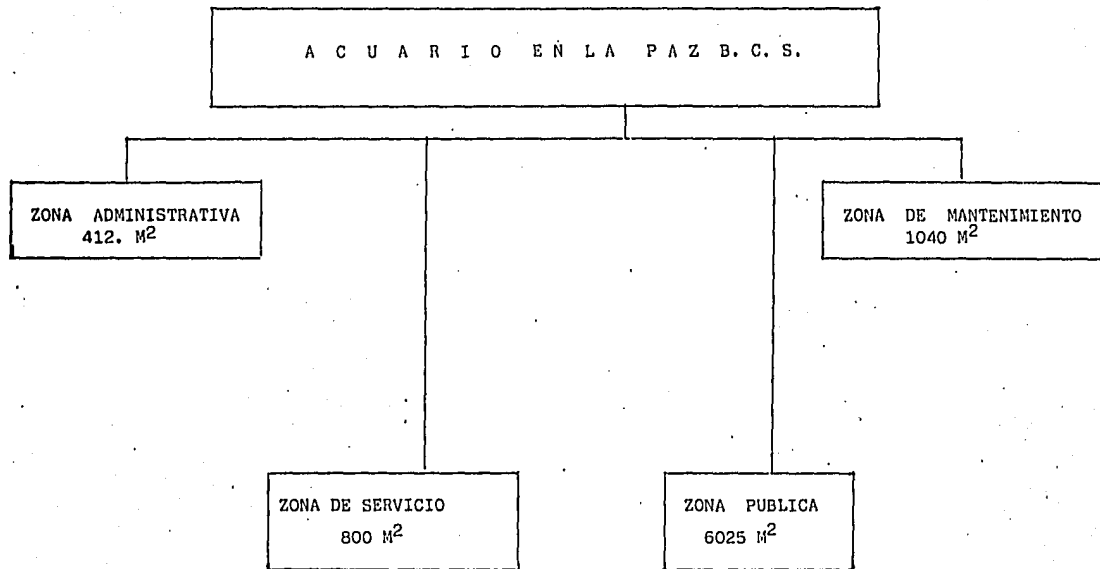 A C U A R I O  E N  L A  P A Z  B. C. S.
ZONA ADMINISTRATIVA
412. M²
ZONA DE MANTENIMIENTO
1040 M²
ZONA DE SERVICIO
800 M²
ZONA PUBLICA
6025 M²